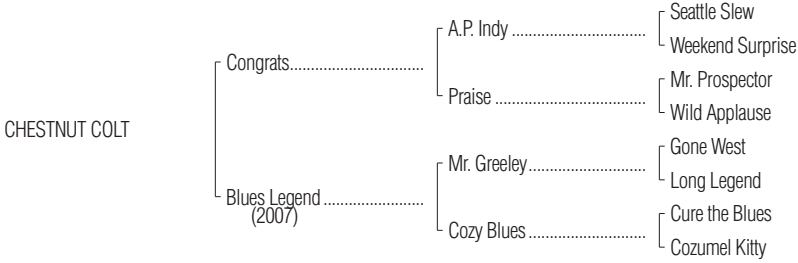 Seattle Slew
A.P. Indy ................................
Weekend Surprise
Congrats................................
Mr. Prospector
Praise ....................................
Wild Applause
CHESTNUT COLT
Gone West
Mr. Greeley............................
Long Legend
Blues Legend ........................
(2007)
Cure the Blues
Cozy Blues ............................
Cozumel Kitty